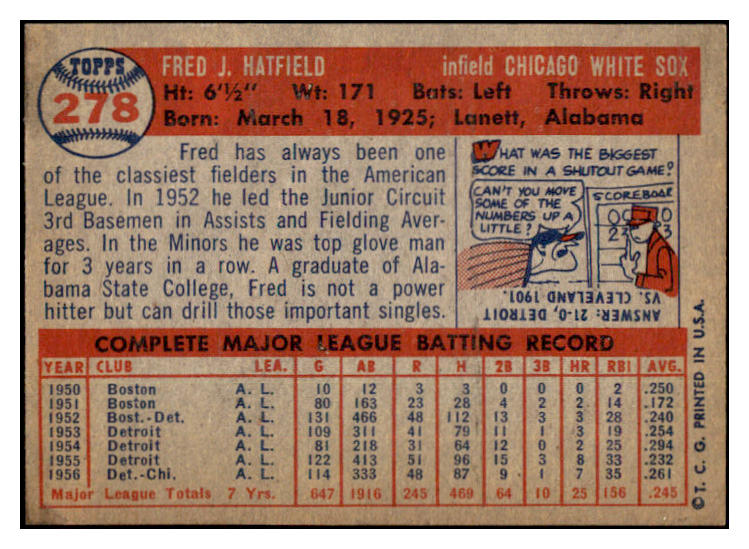 TOPPS
278
FRED J. HATFIELD infield CHICAGO WHITE SOX
Ht: 6'½" Wt: 171 Bats: Left Throws: Right
Born: March 18, 1925; Lanett, Alabama
Fred has always been one
of the classiest fielders in the American
League. In 1952 he led the Junior Circuit
3rd Basemen in Assists and Fielding Aver-
ages. In the Minors he was top glove man
for 3 years in a row. A graduate of Ala-
bama State College, Fred is not a power
hitter but can drill those important singles.
WHAT WAS THE BIGGEST
SCORE IN A SHUTOUT GAME?
CAN'T YOU MOVE
SOME OF THE
NUMBERS UP A
LITTLE?
SCOREBOAR
ANSWER: 21-0, DETROIT
VS. CLEVELAND 1901.
COMPLETE MAJOR LEAGUE BATTING RECORD
YEAR CLUB LEA. G AB R H 2B 3B HR RBI AVG.
1950 Boston A. L. 10 12 3 3 0 0 0 2 .250
1951 Boston A. L. 80 163 23 28 4 2 2 14 .172
1952 Bost.-Det. A. L. 131 466 48 112 13 3 3 28 .240
1953 Detroit A. L. 109 311 41 79 11 1 3 19 .254
1954 Detroit A. L. 81 218 31 64 12 0 2 25 .294
1955 Detroit A. L. 122 413 51 96 15 3 8 33 .232
1956 Det.-Chi. A. L. 114 333 48 87 9 1 7 35 .261
Major League Totals 7 Yrs. 647 1916 245 469 64 10 25 156 .245
© T. C. G. PRINTED IN U.S.A.